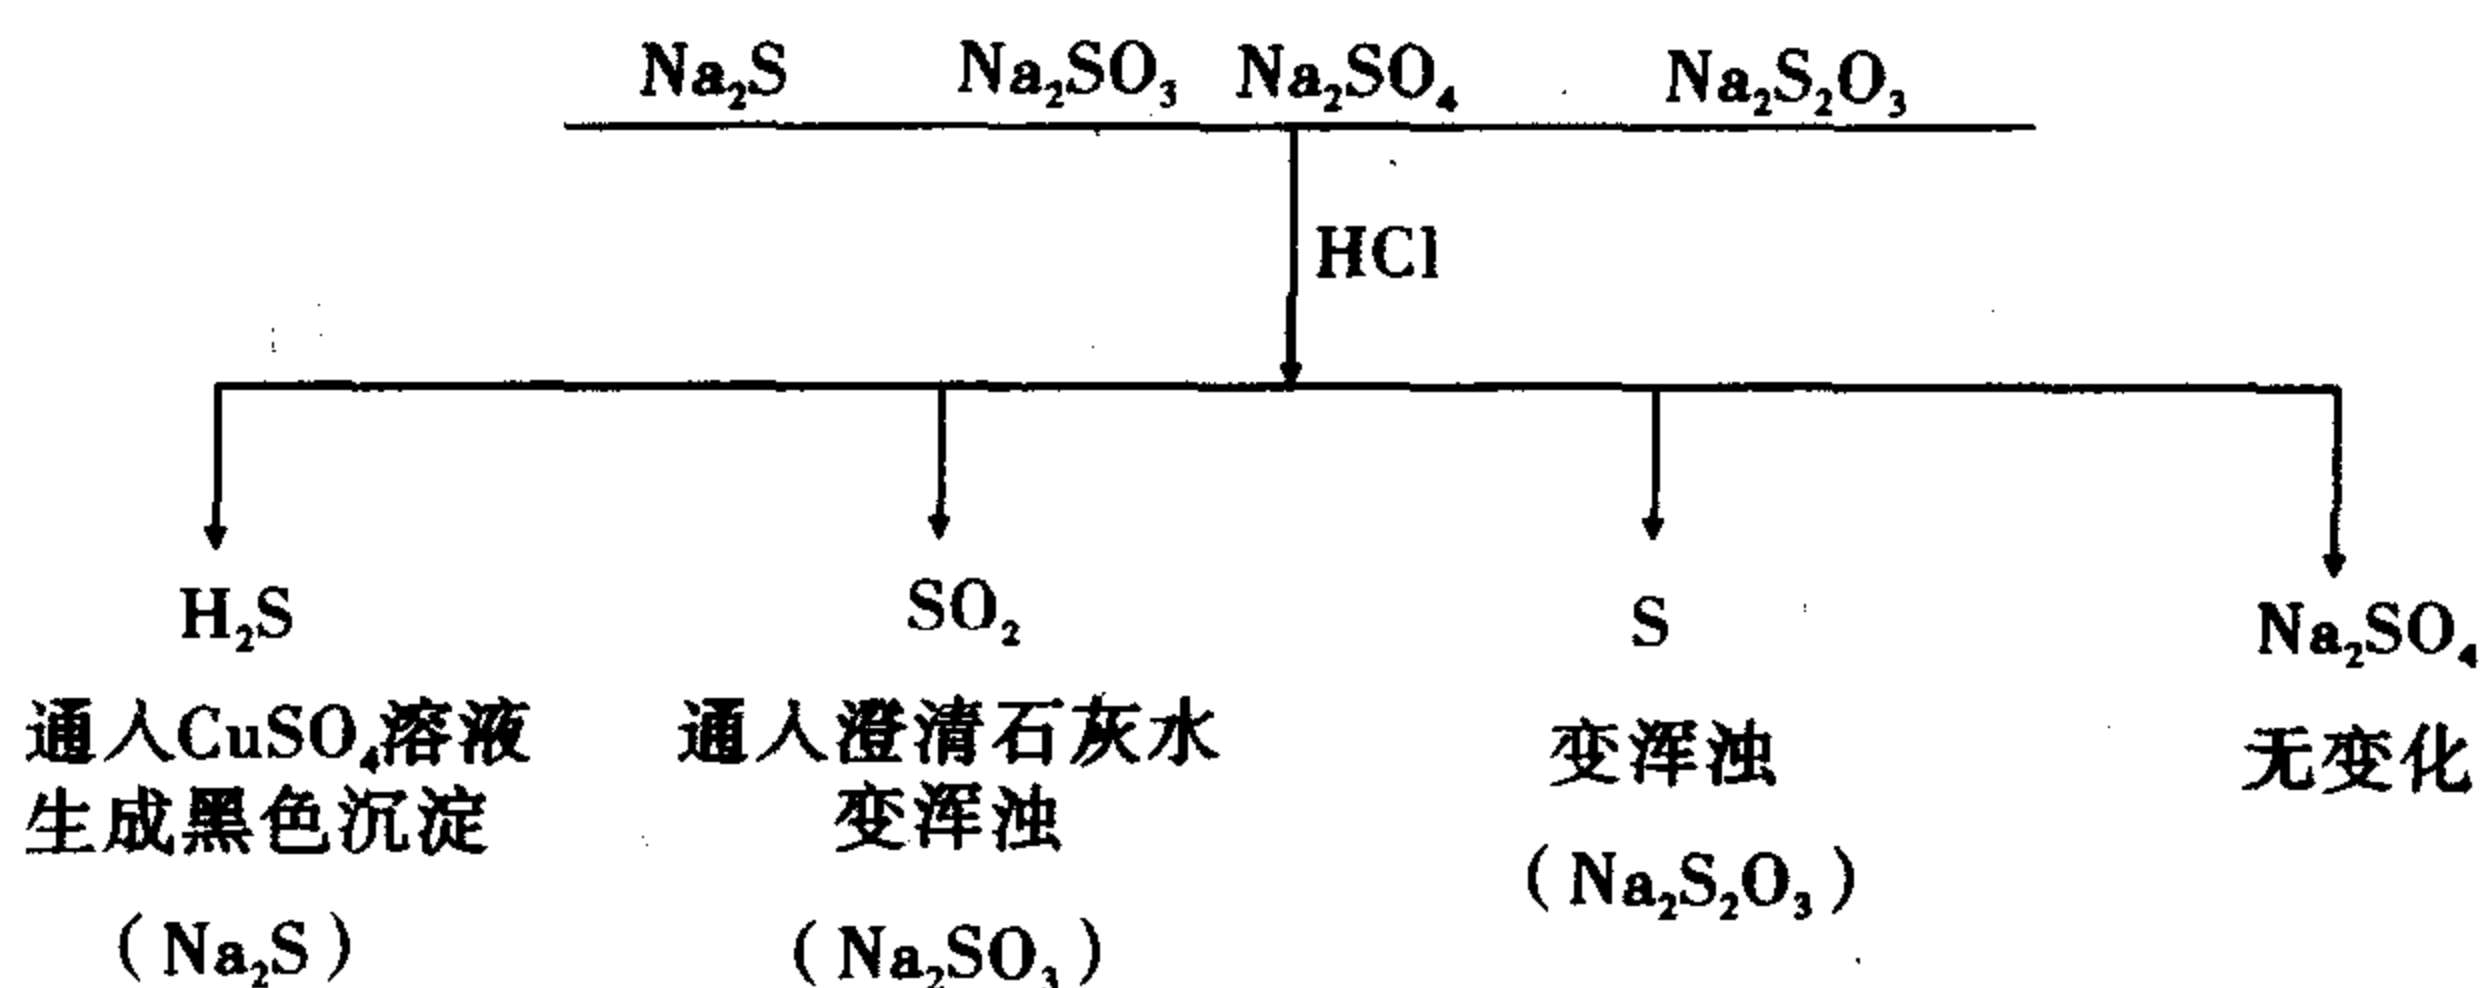 Na₂S Na₂SO₃ Na₂SO₄ Na₂S₂O₃
HCl
H₂S SO₂ S Na₂SO₄
通入CuSO₄溶液 通入澄清石灰水 变浑浊 无变化
生成黑色沉淀 变浑浊
(Na₂S) (Na₂SO₃) (Na₂S₂O₃)